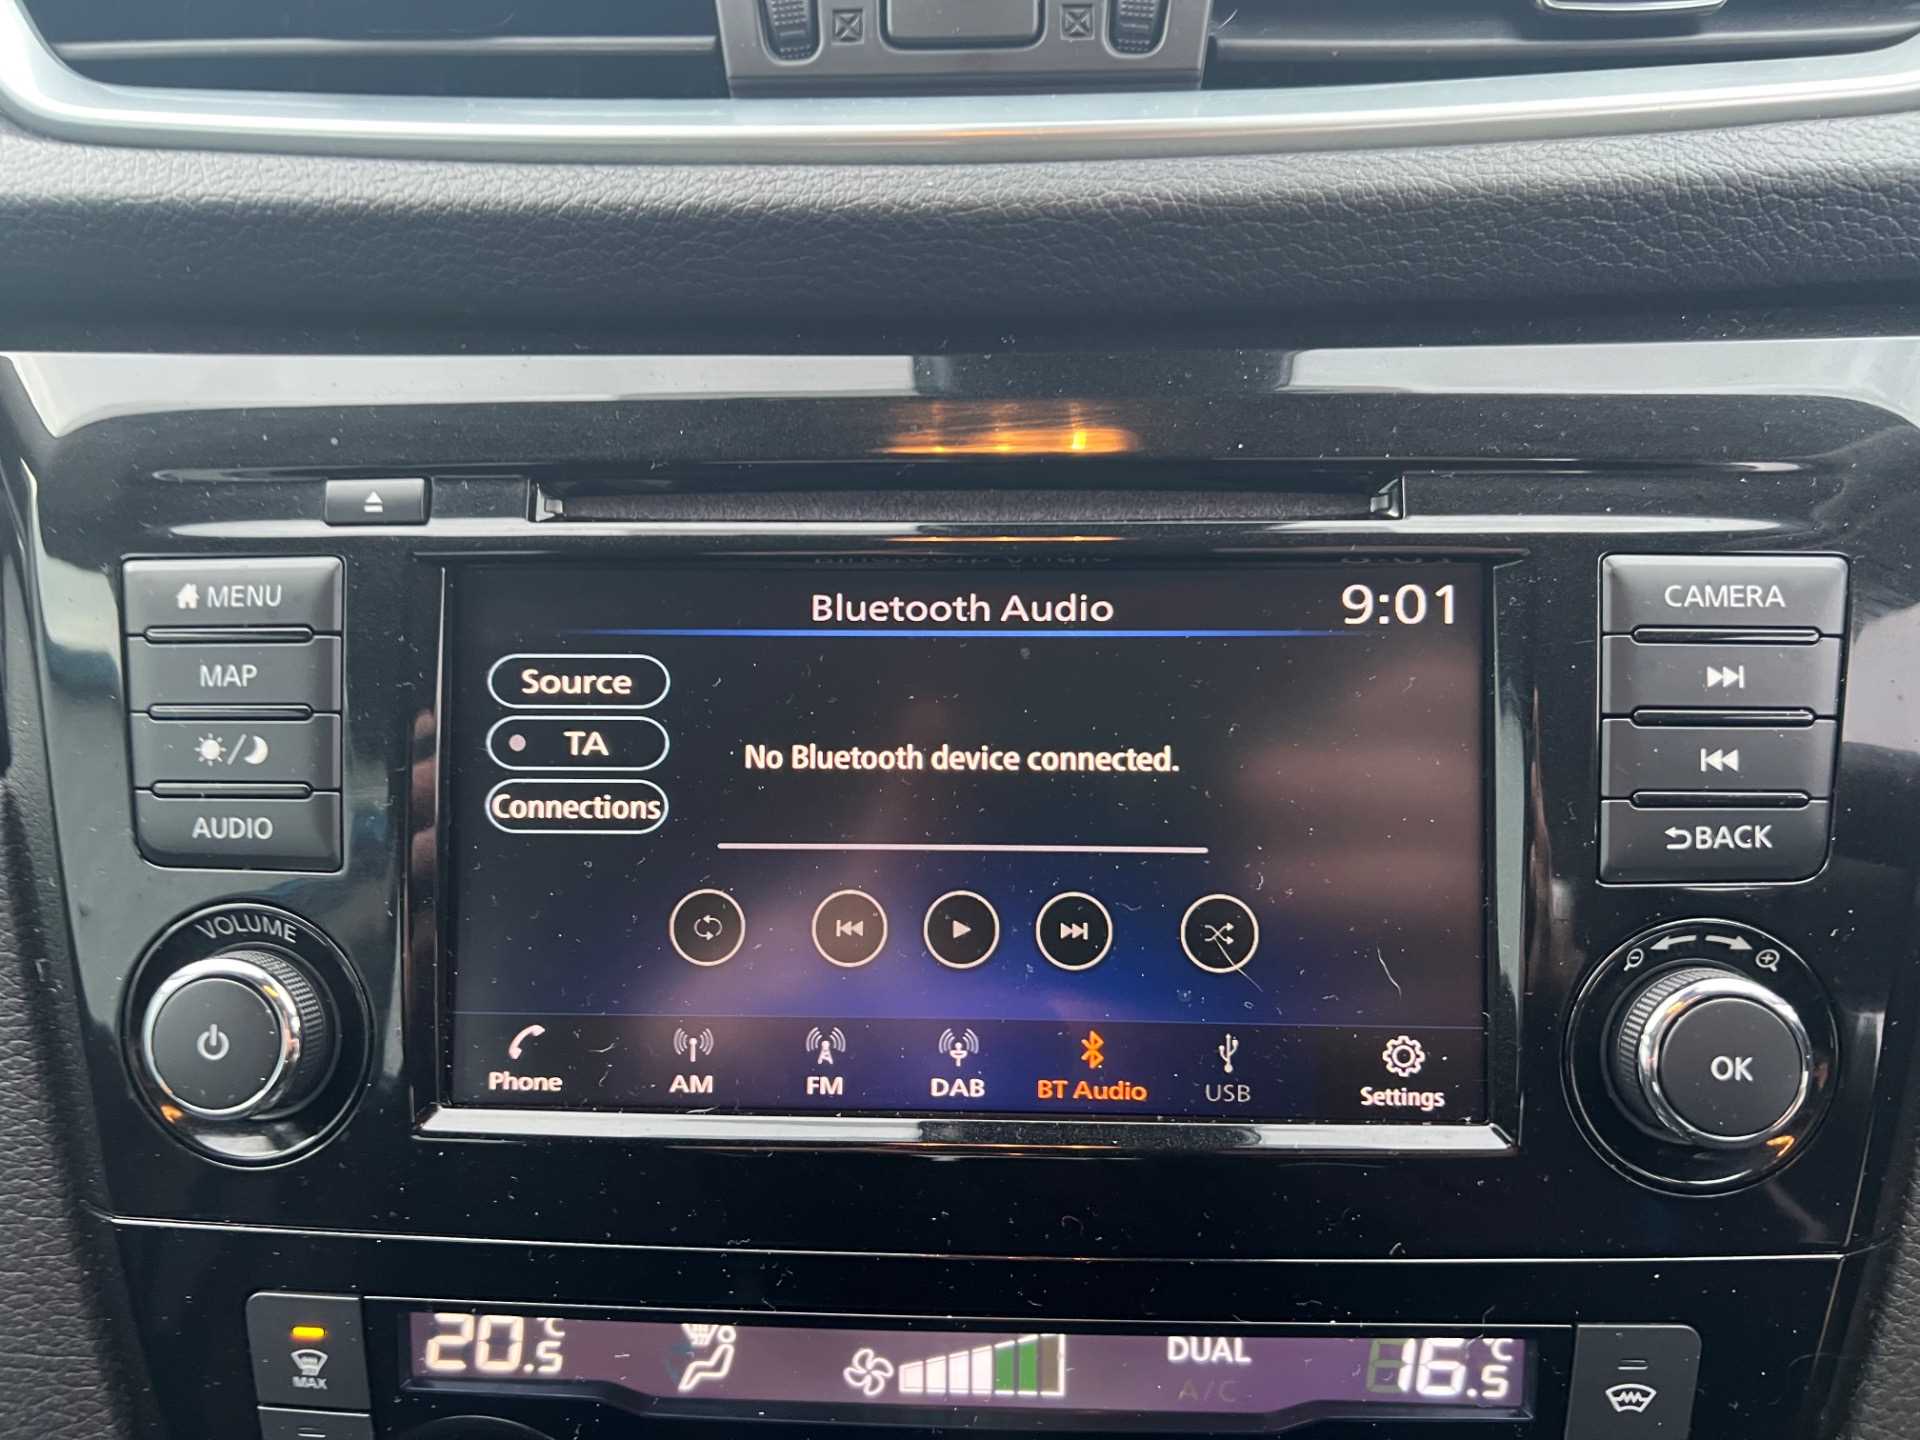 MENU
MAP
AUDIO
VOLUME
Bluetooth Audio
9:01
Source
TA
Connections
No Bluetooth device connected.
Phone
AM
FM
DAB
BT Audio
USB
Settings
CAMERA
BACK
OK
MAX
20.5 °C
DUAL
A/C
16.5 °C